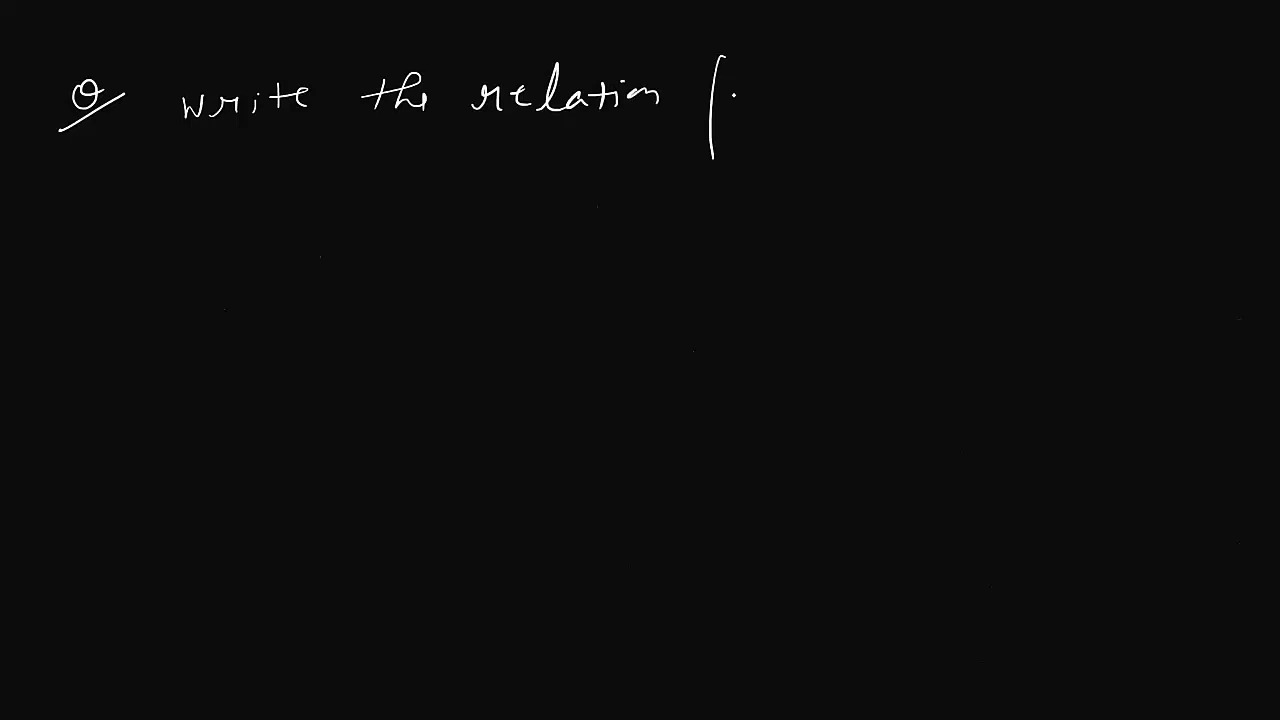 Q write the relation (